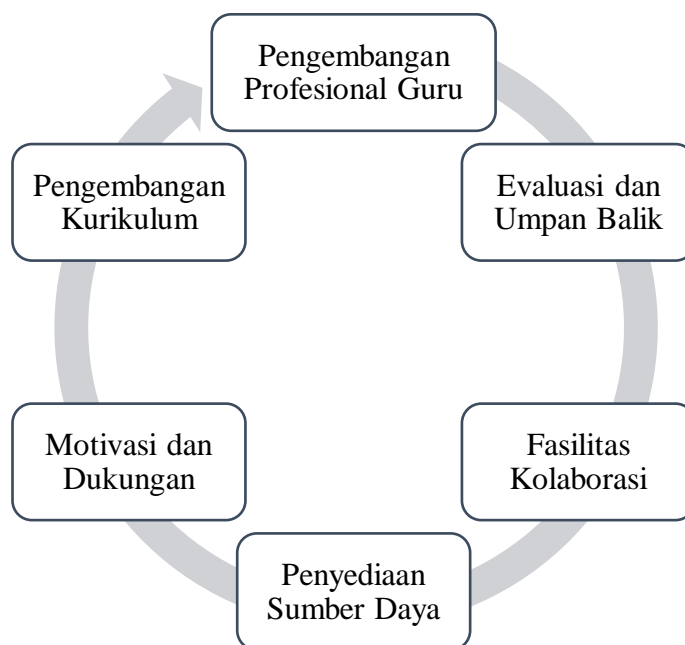 Pengembangan
Profesional Guru
Evaluasi dan
Umpan Balik
Fasilitas
Kolaborasi
Penyediaan
Sumber Daya
Motivasi dan
Dukungan
Pengembangan
Kurikulum